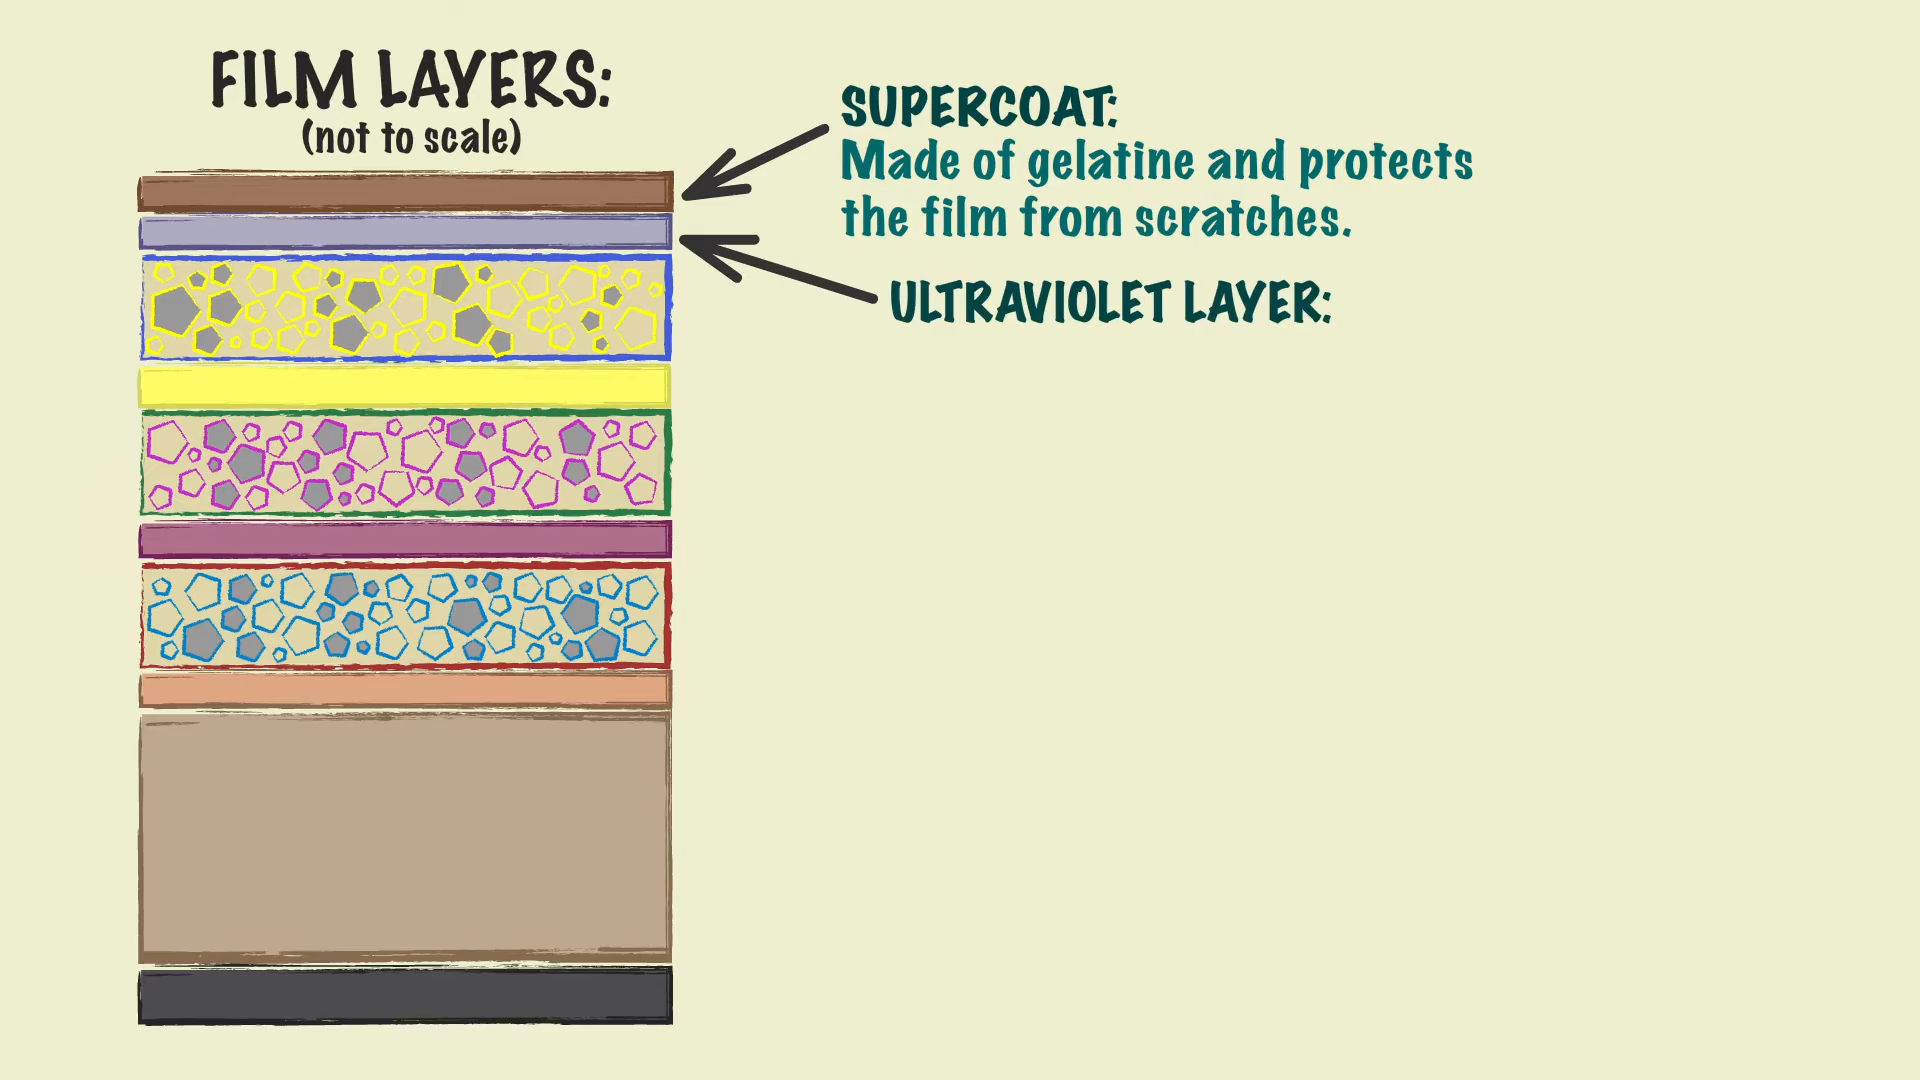 FILM LAYERS:
(not to scale)
SUPERCOAT:
Made of gelatine and protects
the film from scratches.
ULTRAVIOLET LAYER: